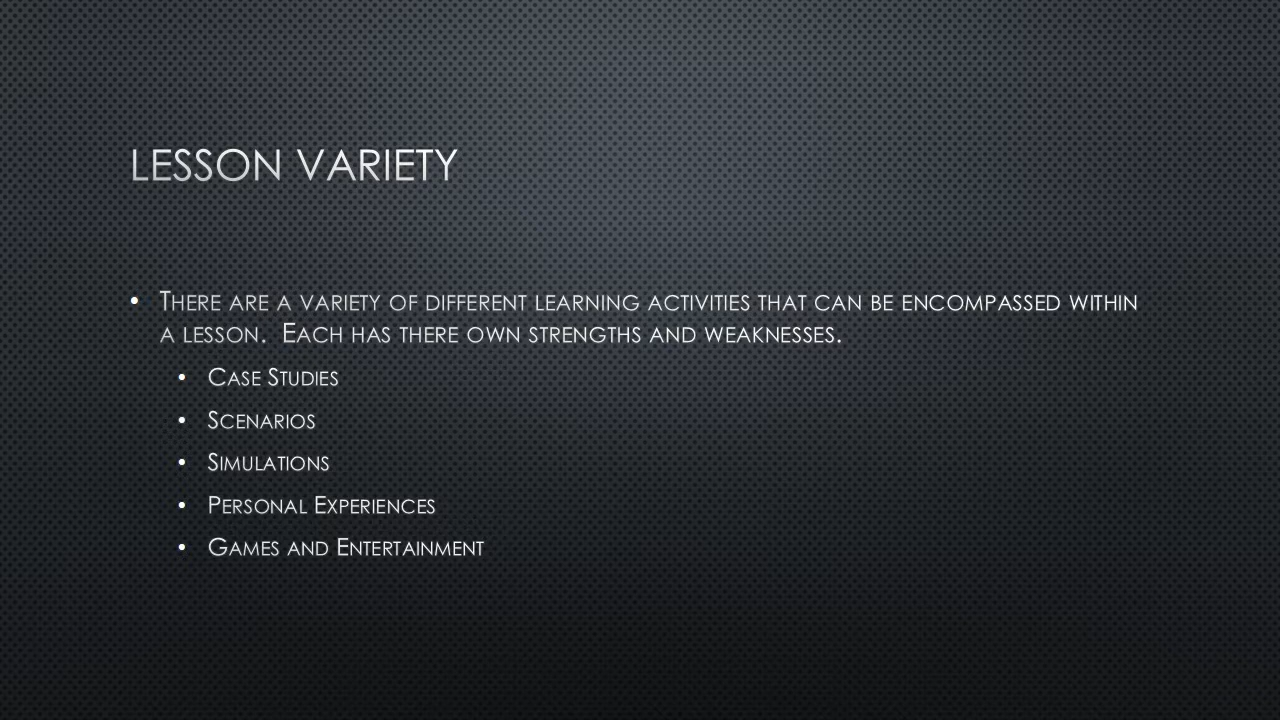 LESSON VARIETY
• There are a variety of different learning activities that can be encompassed within
a lesson.  Each has there own strengths and weaknesses.
• Case Studies
• Scenarios
• Simulations
• Personal Experiences
• Games and Entertainment